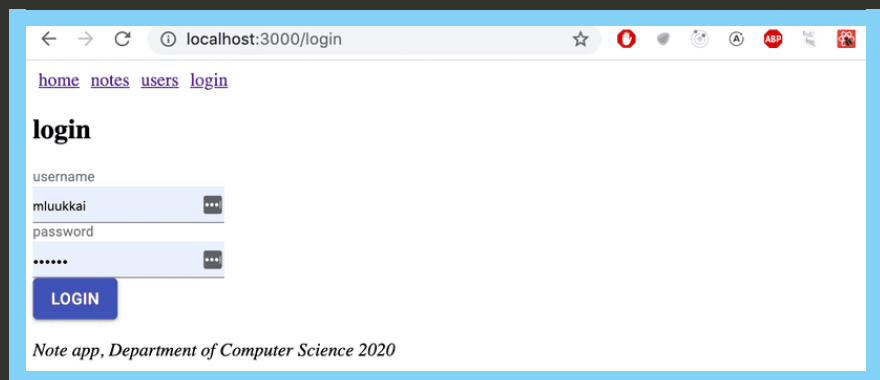 localhost:3000/login
ABP
home notes users login
login
username
mluukkai
password
••••••
LOGIN
Note app, Department of Computer Science 2020